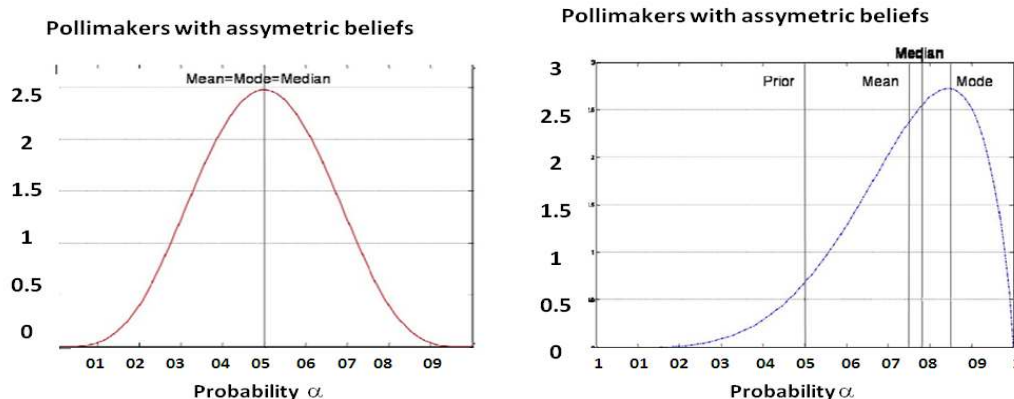 Pollimakers with assymetric beliefs
Mean=Mode=Median
2.5
2
1.5
1
0.5
0
01 02 03 04 05 06 07 08 09
Probability α
Pollimakers with assymetric beliefs
Median
Prior Mean Mode
3
2.5
2
1.5
1
0.5
0
1 01 02 03 04 05 06 07 08 09
Probability α